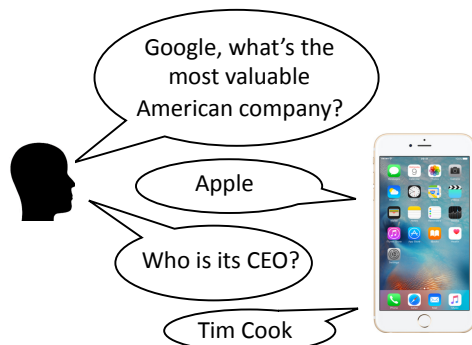 Google, what’s the
most valuable
American company?
Apple
Who is its CEO?
Tim Cook